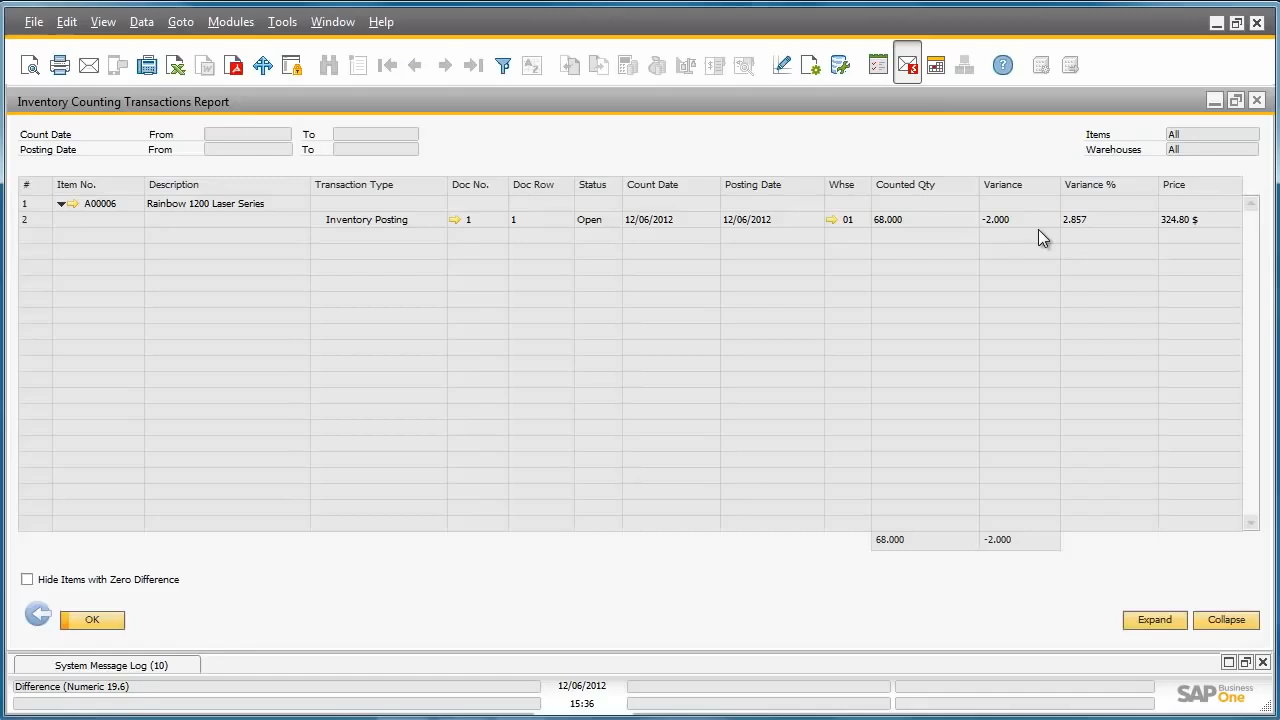 File Edit View Data Goto Modules Tools Window Help
Inventory Counting Transactions Report
Count Date From To Items All
Posting Date From To Warehouses All
# Item No. Description Transaction Type Doc No. Doc Row Status Count Date Posting Date Whse Counted Qty Variance Variance % Price
1 A00006 Rainbow 1200 Laser Series
2 Inventory Posting 1 1 Open 12/06/2012 12/06/2012 01 68.000 -2.000 2.857 324.80 $
68.000 -2.000
Hide Items with Zero Difference
OK Expand Collapse
System Message Log (10)
Difference (Numeric 19.6) 12/06/2012
15:36
SAP Business One